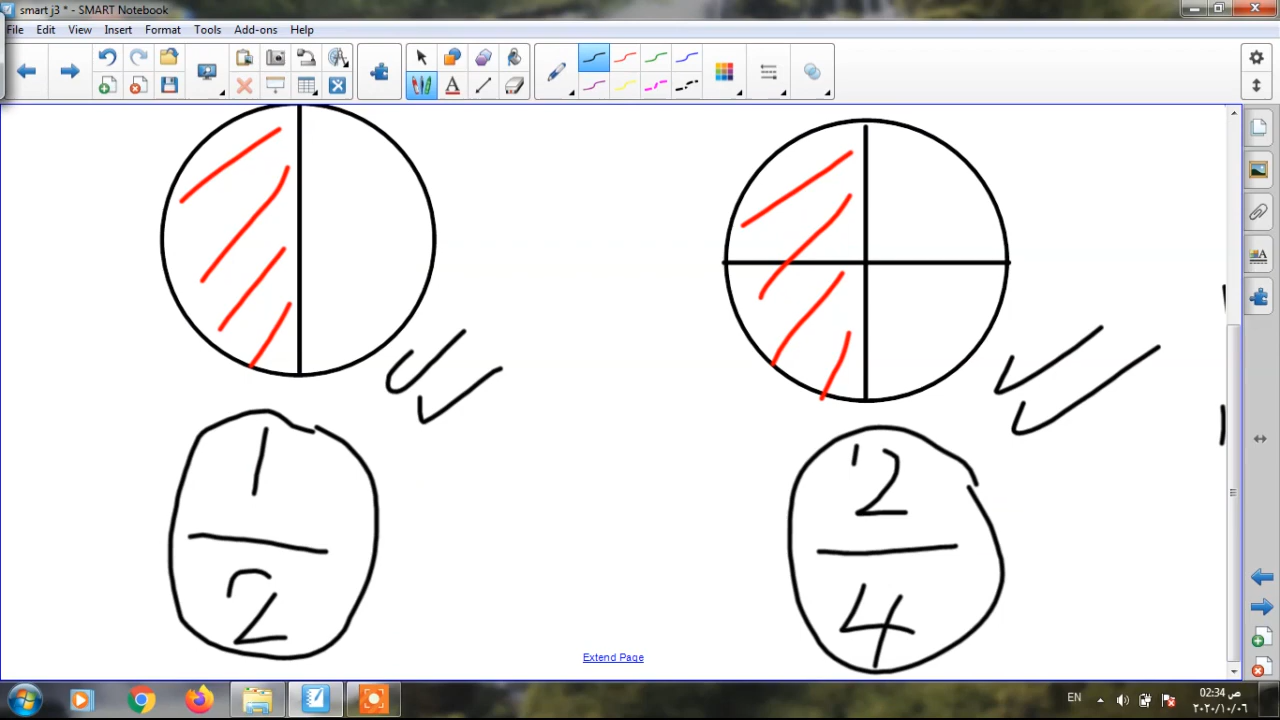 smart j3 * - SMART Notebook
File Edit View Insert Format Tools Add-ons Help
1
2
2
4
Extend Page
EN
02:34 ص
٢٠٢٠/١٠/٠٦